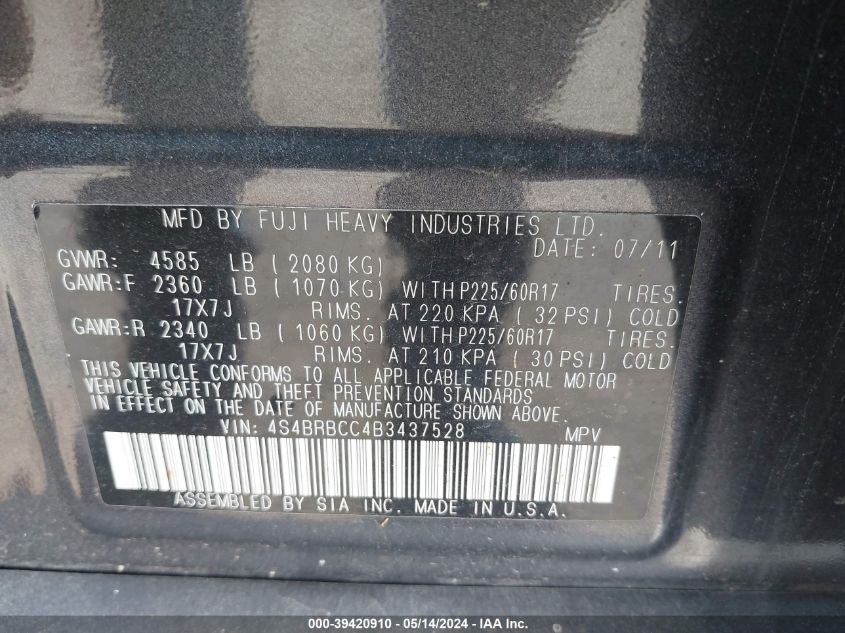 MFD BY FUJI HEAVY INDUSTRIES LTD.
DATE: 07/11
GVWR: 4585 LB ( 2080 KG)
GAWR:F 2360 LB ( 1070 KG) WITH P225/60R17 TIRES.
17X7J RIMS. AT 220 KPA ( 32 PSI) COLD
GAWR:R 2340 LB ( 1060 KG) WITH P225/60R17 TIRES.
17X7J RIMS. AT 210 KPA ( 30 PSI) COLD
THIS VEHICLE CONFORMS TO ALL APPLICABLE FEDERAL MOTOR
VEHICLE SAFETY AND THEFT PREVENTION STANDARDS
IN EFFECT ON THE DATE OF MANUFACTURE SHOWN ABOVE.
VIN: 4S4BRBCC4B3437528 MPV
ASSEMBLED BY SIA INC. MADE IN U.S.A.
000-39420910 - 05/14/2024 - IAA Inc.